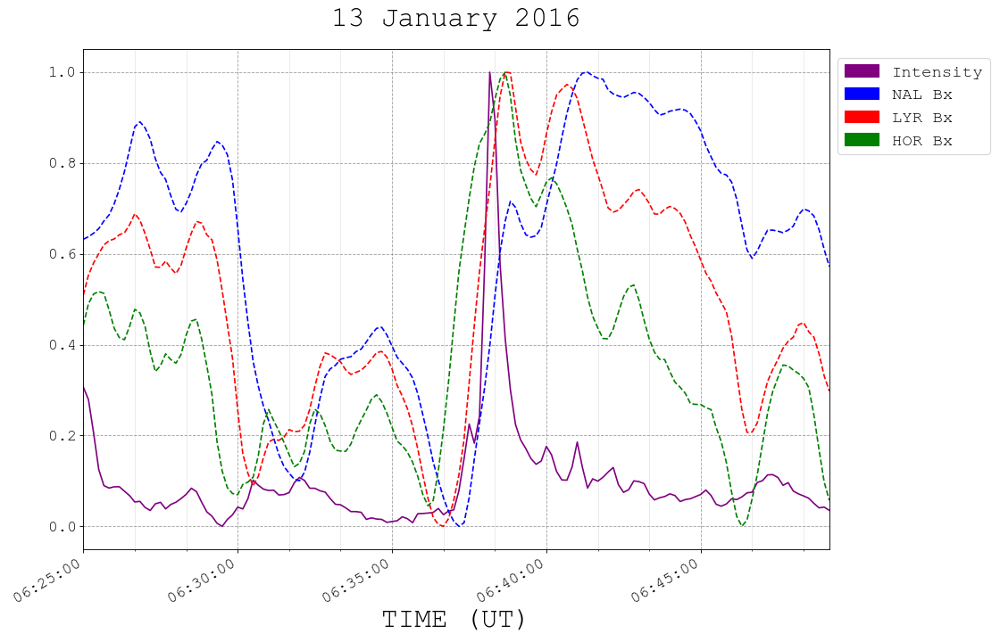 13 January 2016
1.0
0.8
0.6
0.4
0.2
0.0
06:25:00
06:30:00
06:35:00
06:40:00
06:45:00
TIME (UT)
Intensity
NAL Bx
LYR Bx
HOR Bx